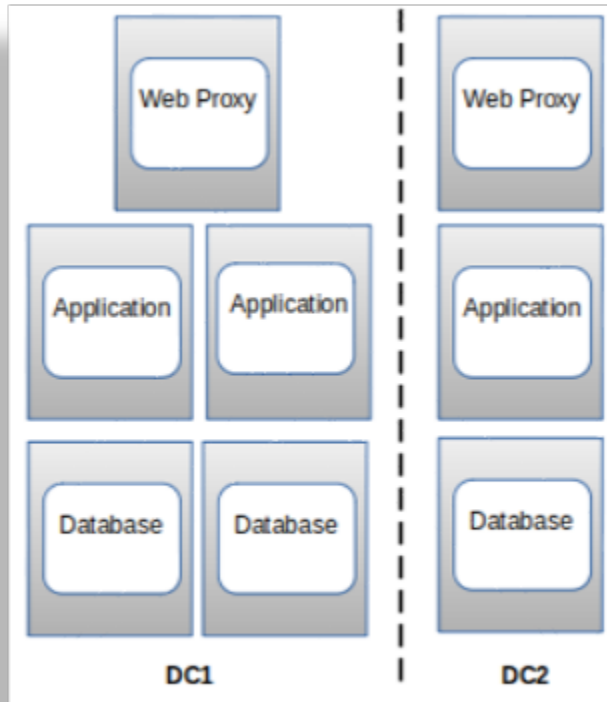 Web Proxy
Web Proxy
Application
Application
Application
Database
Database
Database
DC1
DC2